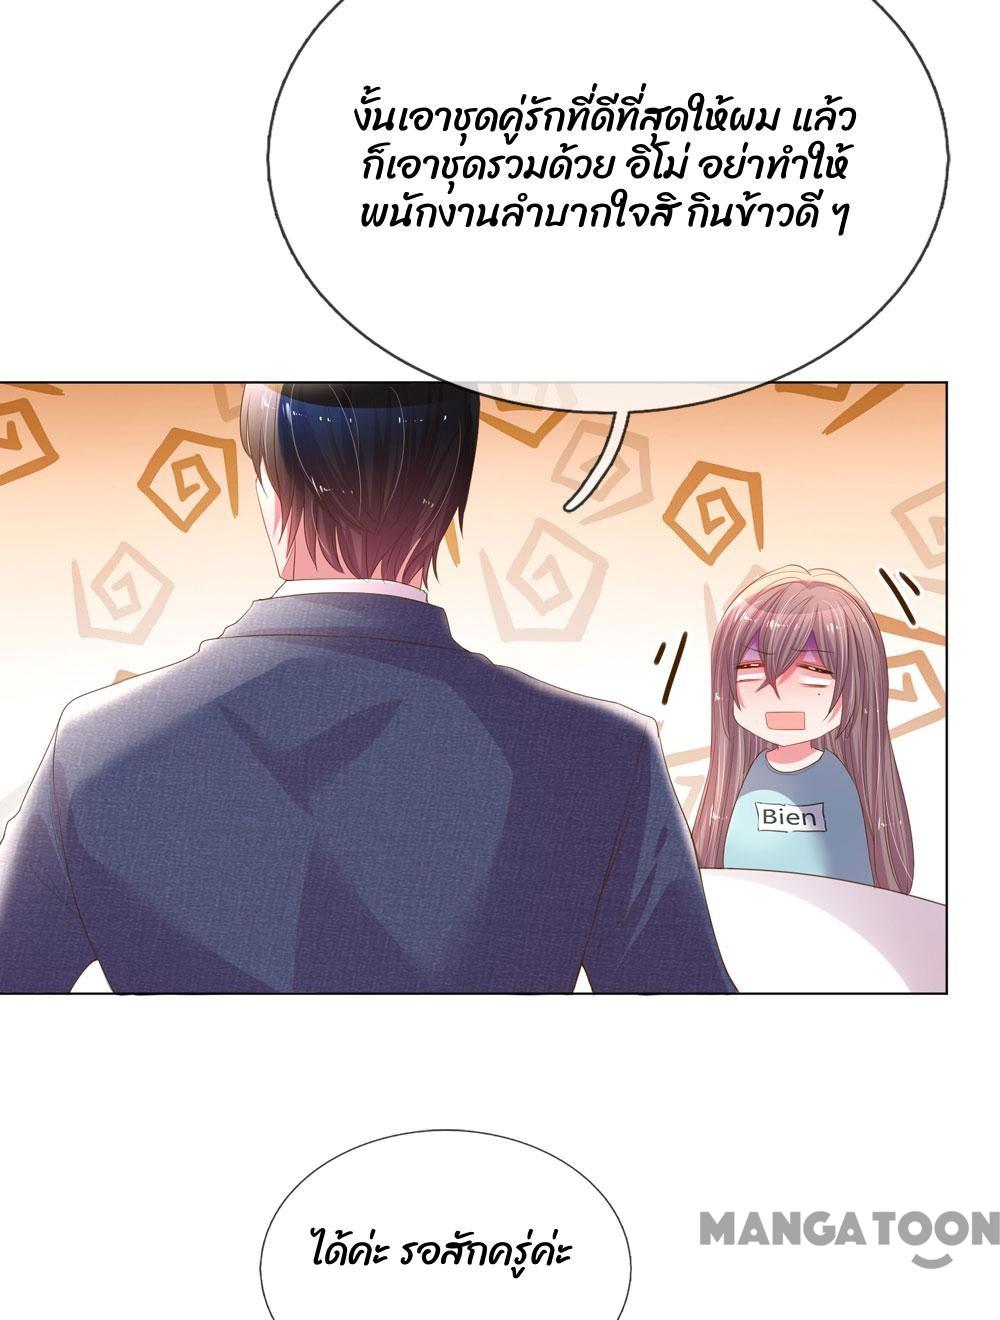 งั้นเอาชุดคู่รักที่ดีที่สุดให้ผม แล้ว
ก็เอาชุดรวมด้วย อิโม่ อย่าทำให้
พนักงานลำบากใจสิ กินข้าวดี ๆ
Bien
MANGATOON
ได้ค่ะ รอสักครู่ค่ะ